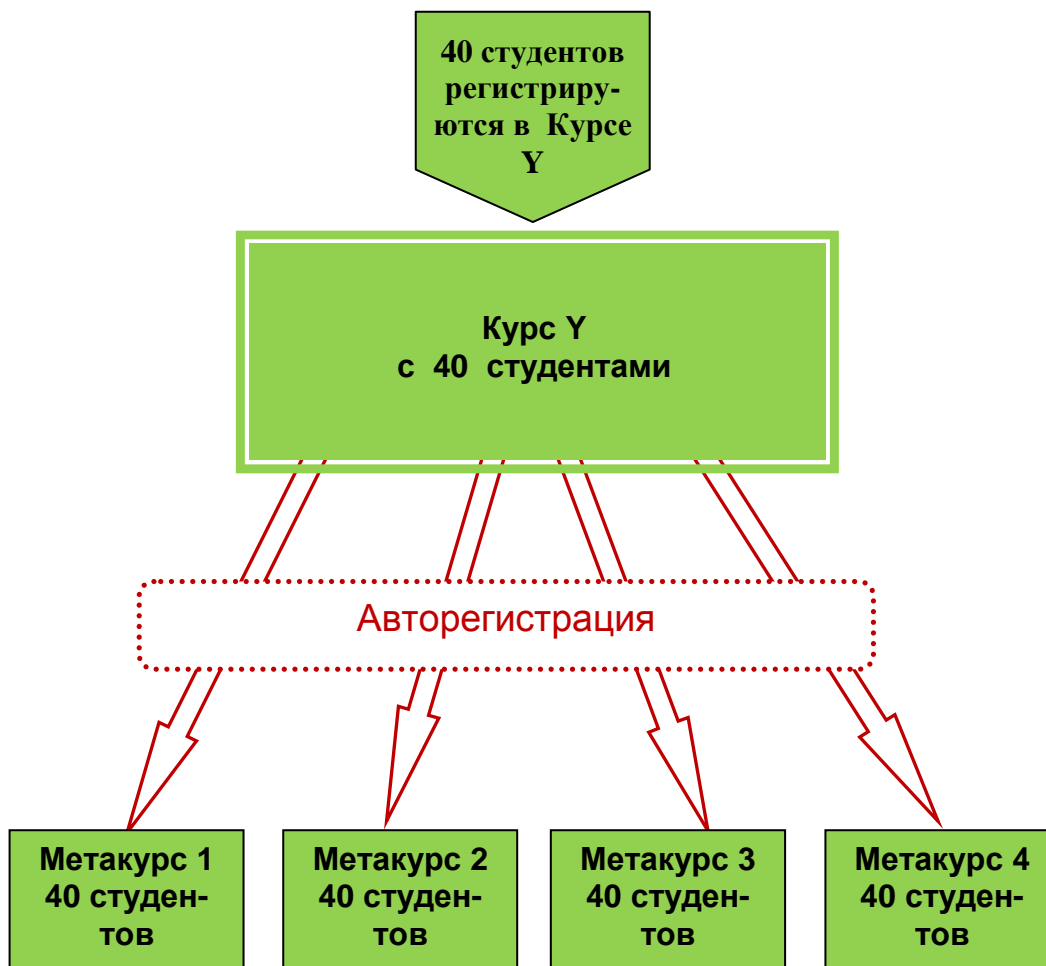 40 студентов
регистриру-
ются в Курсе
Y
Курс Y
с 40 студентами
Авторегистрация
Метакурс 1
40 студен-
тов
Метакурс 2
40 студен-
тов
Метакурс 3
40 студен-
тов
Метакурс 4
40 студен-
тов